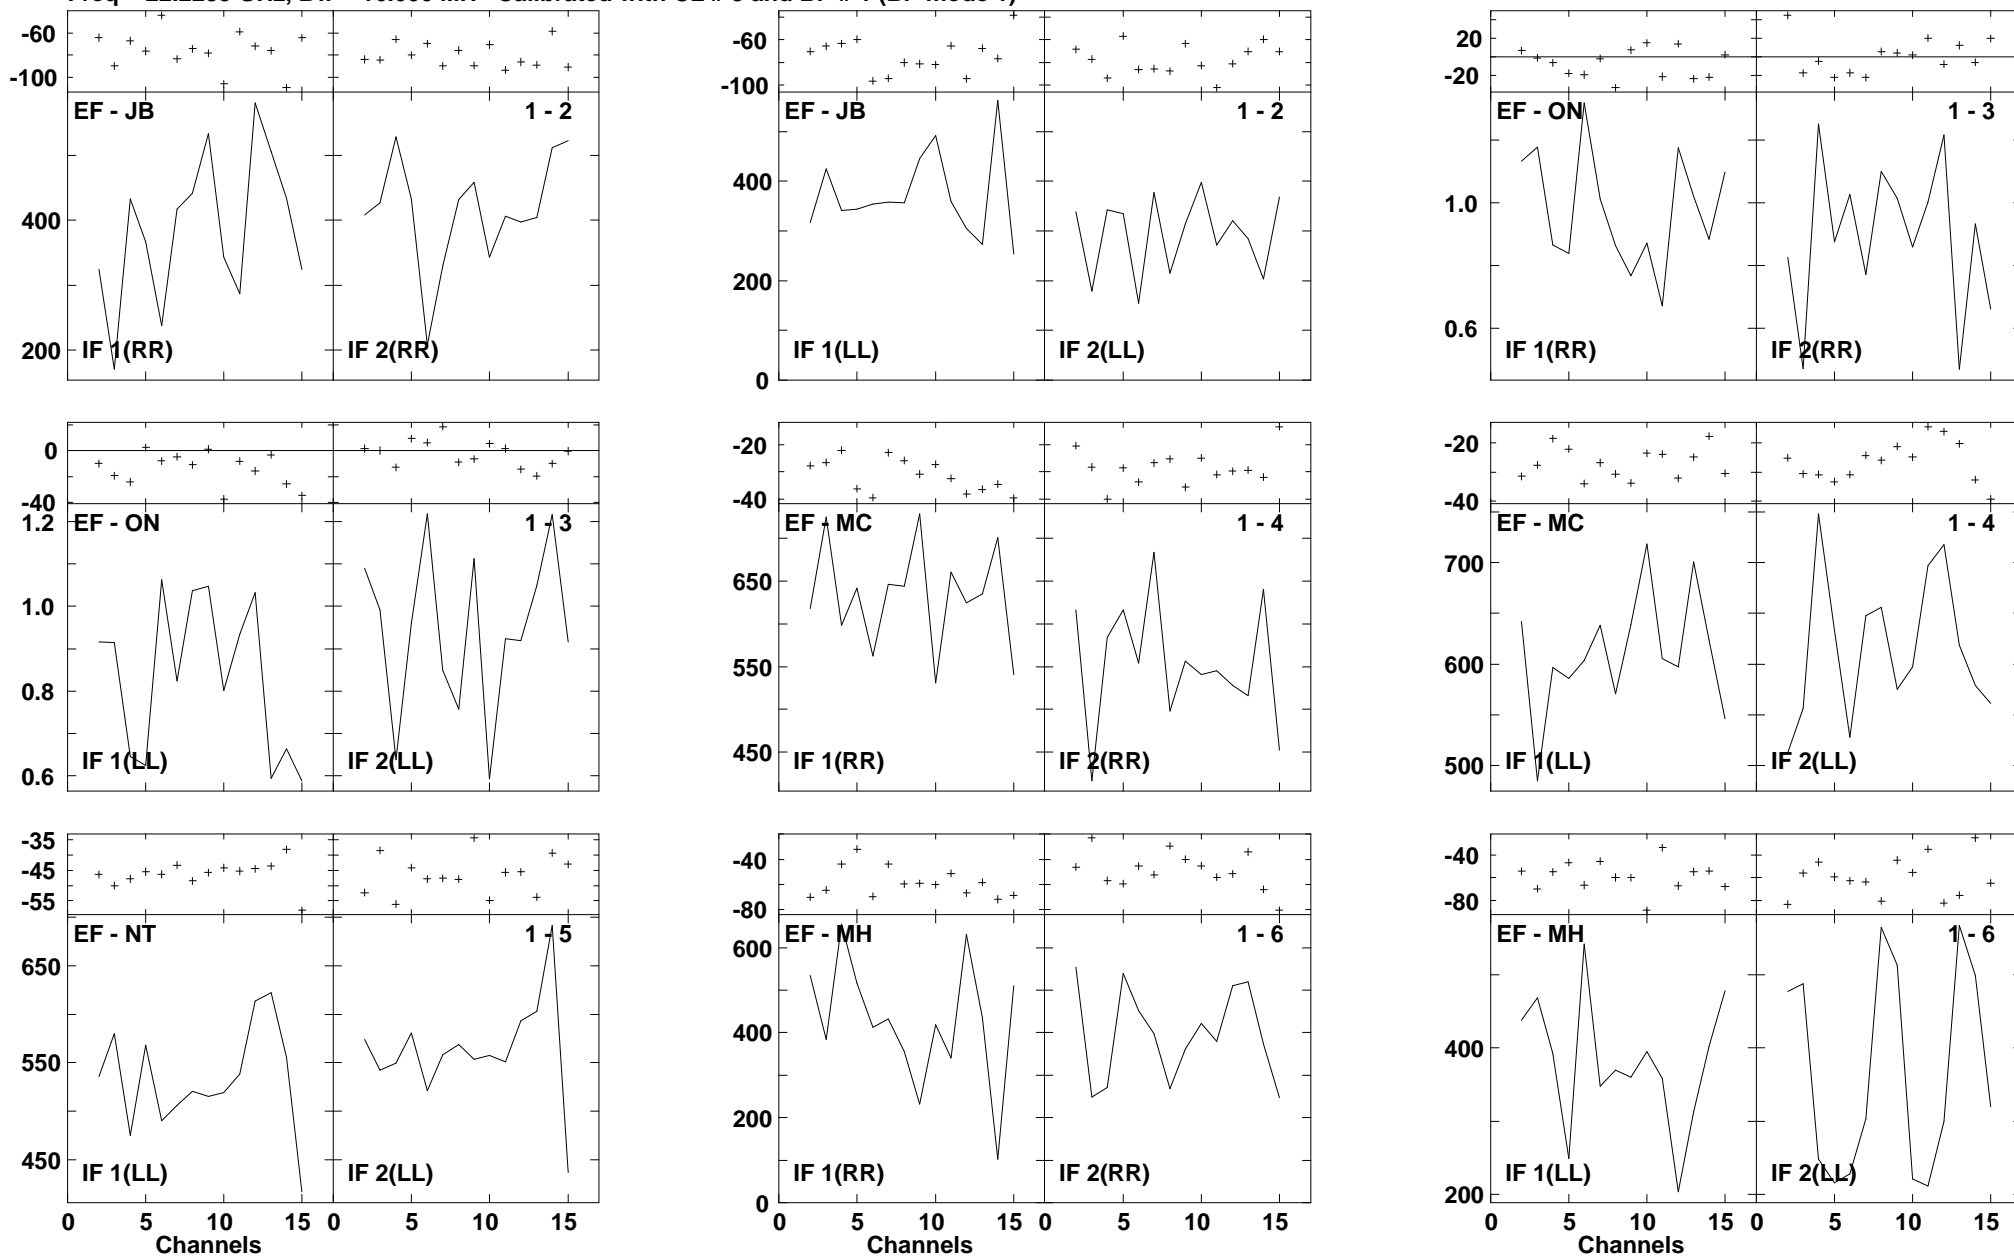 -60
-100
EF - JB
1 - 2
400
200
IF 1(RR)
IF 2(RR)
-60
-100
EF - JB
1 - 2
400
200
0
IF 1(LL)
IF 2(LL)
20
-20
EF - ON
1 - 3
1.0
0.6
IF 1(RR)
IF 2(RR)
0
-40
1.2
EF - ON
1 - 3
1.0
0.8
0.6
IF 1(LL)
IF 2(LL)
-20
-40
EF - MC
1 - 4
650
550
450
IF 1(RR)
IF 2(RR)
-20
-40
EF - MC
1 - 4
700
600
500
IF 1(LL)
IF 2(LL)
-35
-45
-55
EF - NT
1 - 5
650
550
450
IF 1(LL)
IF 2(LL)
0 5 10 15 0 5 10 15
Channels
-40
-80
EF - MH
1 - 6
600
400
200
0
IF 1(RR)
IF 2(RR)
0 5 10 15 0 5 10 15
Channels
-40
-80
EF - MH
1 - 6
400
200
IF 1(LL)
IF 2(LL)
0 5 10 15 0 5 10 15
Channels